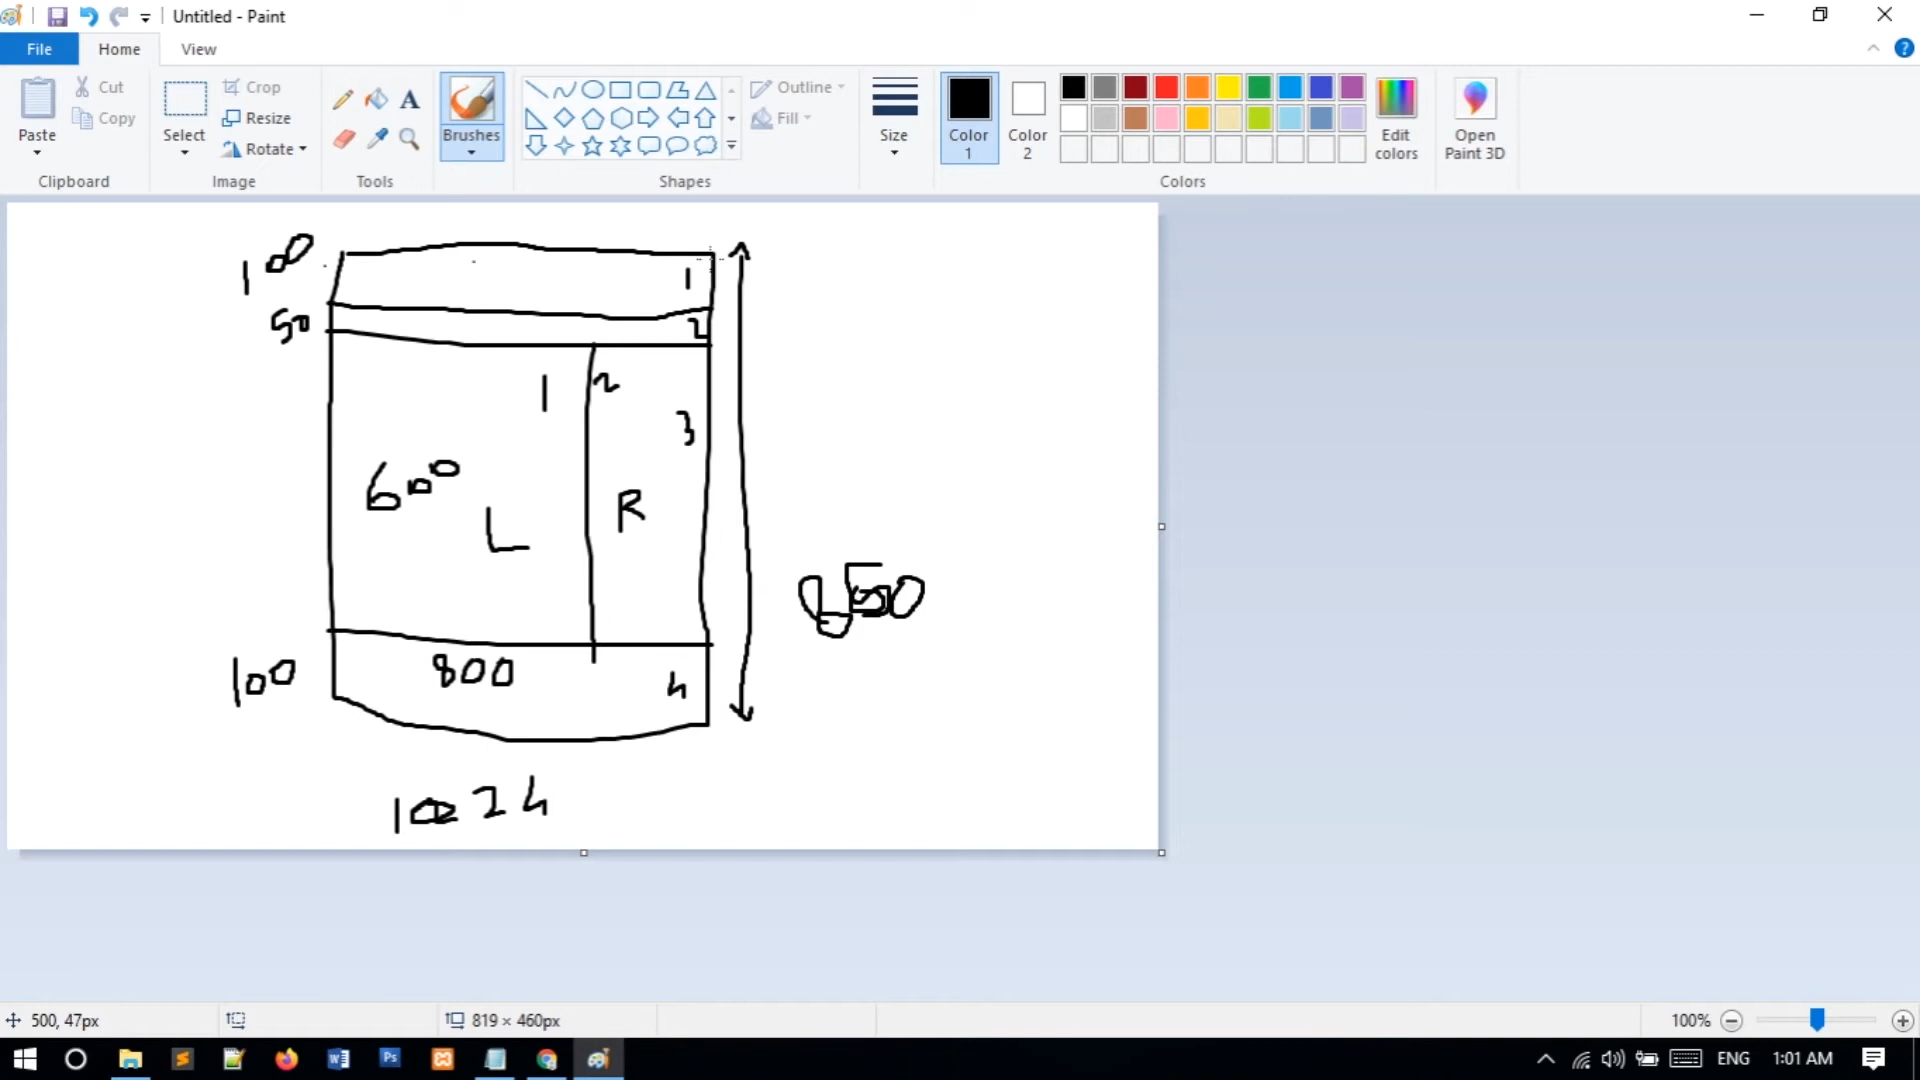 Untitled - Paint
File Home View
Paste Cut Copy Select Crop Resize Rotate Brushes Outline Fill Size Color 1 Color 2 Edit colors Open Paint 3D
Clipboard Image Tools Shapes Colors
100
1
50
2
1
2
3
600
L
R
850
100
800
4
1024
500, 47px
819 × 460px
100%
ENG
1:01 AM